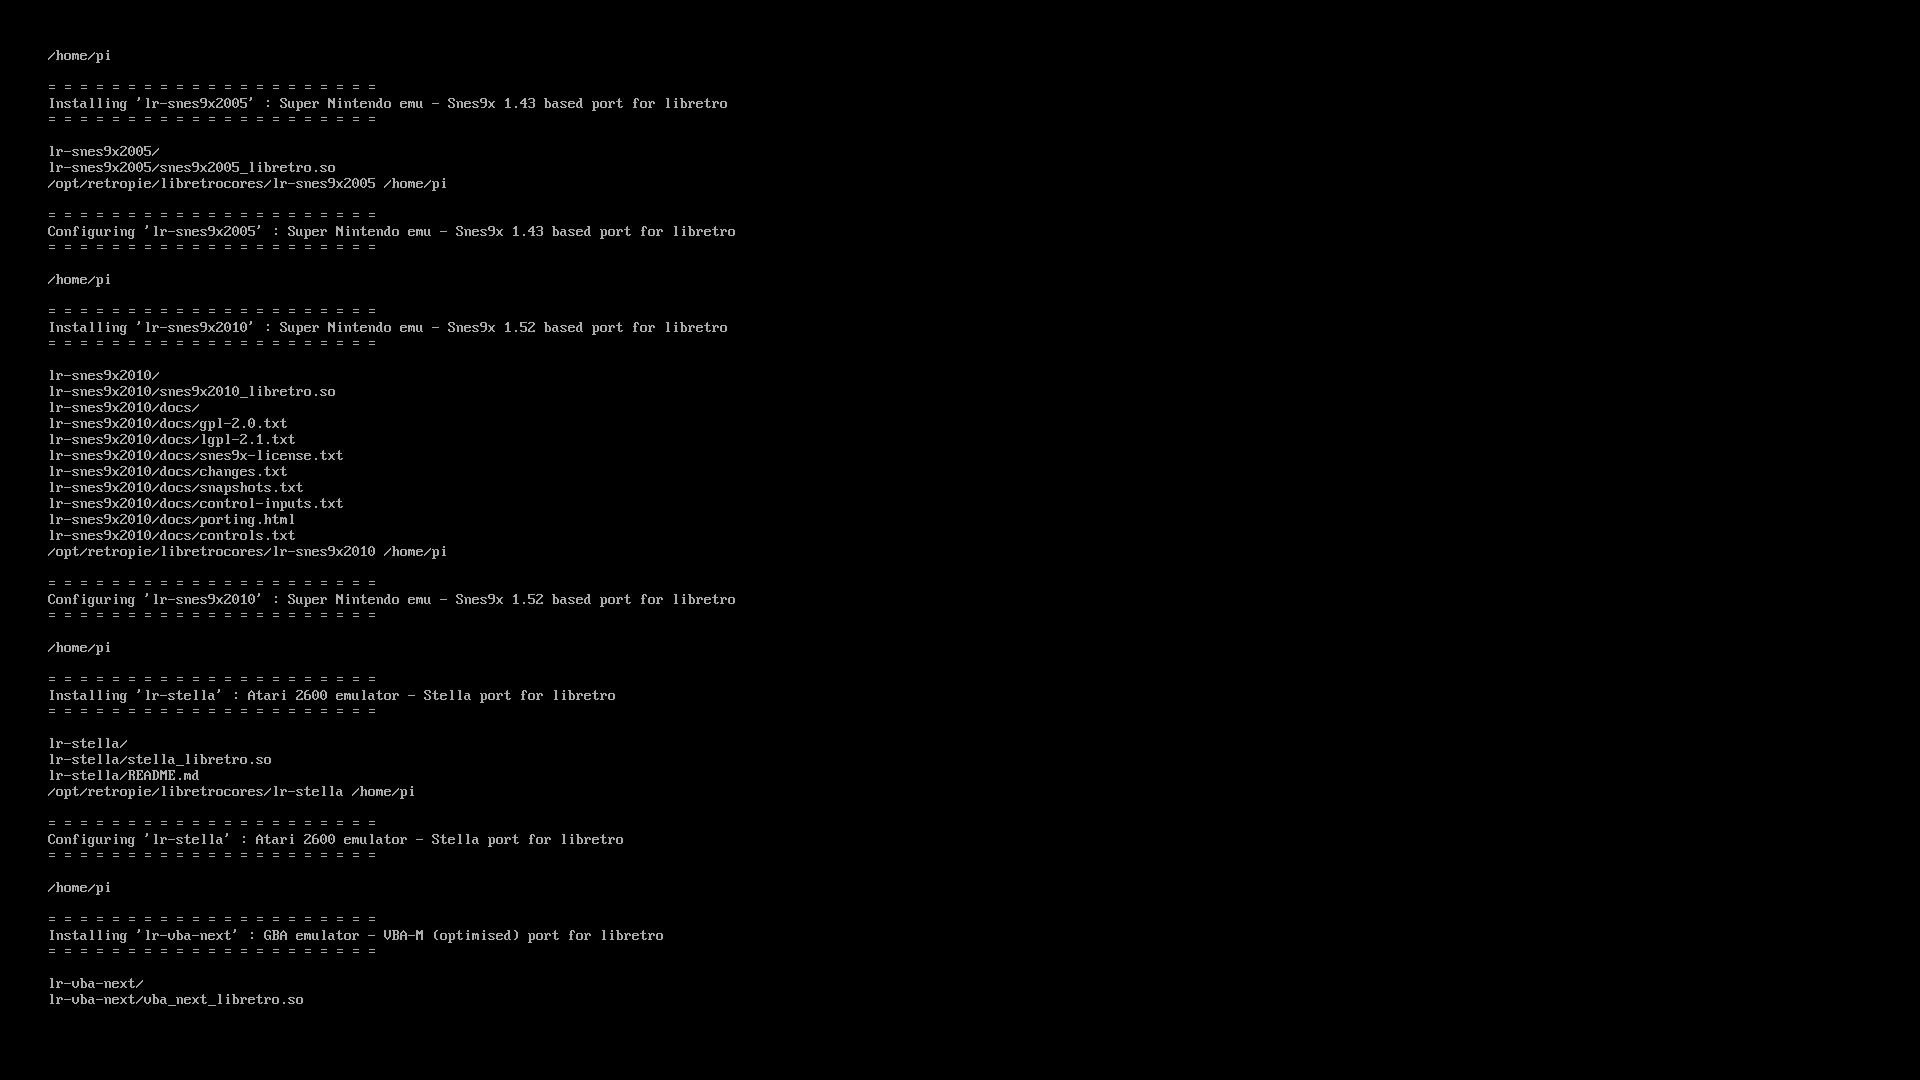 /home/pi
= = = = = = = = = = = = = = = = = = = = =
Installing 'lr-snes9x2005' : Super Nintendo emu - Snes9x 1.43 based port for libretro
= = = = = = = = = = = = = = = = = = = = =
lr-snes9x2005/
lr-snes9x2005/snes9x2005_libretro.so
/opt/retropie/libretrocores/lr-snes9x2005 /home/pi
= = = = = = = = = = = = = = = = = = = = =
Configuring 'lr-snes9x2005' : Super Nintendo emu - Snes9x 1.43 based port for libretro
= = = = = = = = = = = = = = = = = = = = =
/home/pi
= = = = = = = = = = = = = = = = = = = = =
Installing 'lr-snes9x2010' : Super Nintendo emu - Snes9x 1.52 based port for libretro
= = = = = = = = = = = = = = = = = = = = =
lr-snes9x2010/
lr-snes9x2010/snes9x2010_libretro.so
lr-snes9x2010/docs/
lr-snes9x2010/docs/gpl-2.0.txt
lr-snes9x2010/docs/lgpl-2.1.txt
lr-snes9x2010/docs/snes9x-license.txt
lr-snes9x2010/docs/changes.txt
lr-snes9x2010/docs/snapshots.txt
lr-snes9x2010/docs/control-inputs.txt
lr-snes9x2010/docs/porting.html
lr-snes9x2010/docs/controls.txt
/opt/retropie/libretrocores/lr-snes9x2010 /home/pi
= = = = = = = = = = = = = = = = = = = = =
Configuring 'lr-snes9x2010' : Super Nintendo emu - Snes9x 1.52 based port for libretro
= = = = = = = = = = = = = = = = = = = = =
/home/pi
= = = = = = = = = = = = = = = = = = = = =
Installing 'lr-stella' : Atari 2600 emulator - Stella port for libretro
= = = = = = = = = = = = = = = = = = = = =
lr-stella/
lr-stella/stella_libretro.so
lr-stella/README.md
/opt/retropie/libretrocores/lr-stella /home/pi
= = = = = = = = = = = = = = = = = = = = =
Configuring 'lr-stella' : Atari 2600 emulator - Stella port for libretro
= = = = = = = = = = = = = = = = = = = = =
/home/pi
= = = = = = = = = = = = = = = = = = = = =
Installing 'lr-vba-next' : GBA emulator - VBA-M (optimised) port for libretro
= = = = = = = = = = = = = = = = = = = = =
lr-vba-next/
lr-vba-next/vba_next_libretro.so